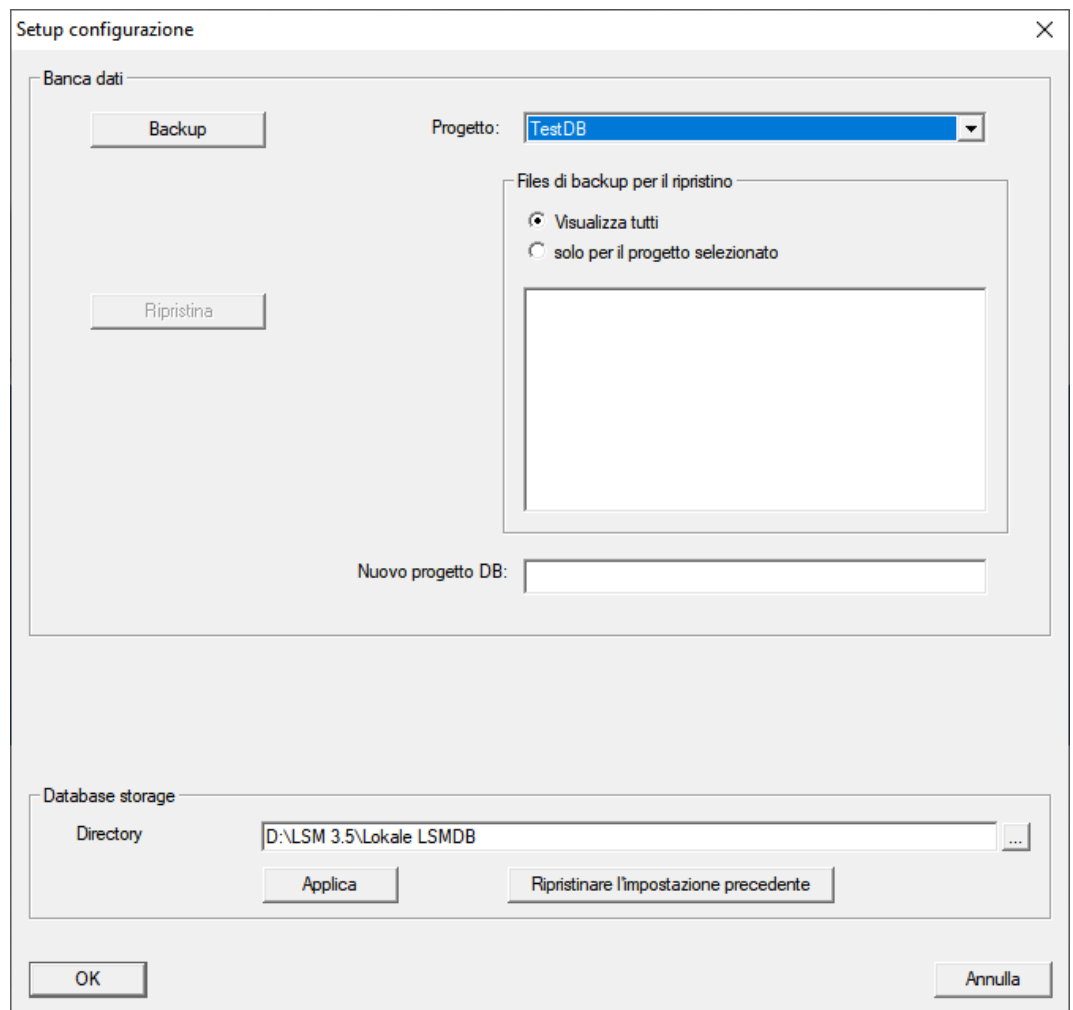 Setup configurazione
Banca dati
Backup
Progetto:
TestDB
Files di backup per il ripristino
Visualizza tutti
solo per il progetto selezionato
Ripristina
Nuovo progetto DB:
Database storage
Directory
D:\LSM 3.5\Lokale LSMDB
...
Applica
Ripristinare l'impostazione precedente
OK
Annulla